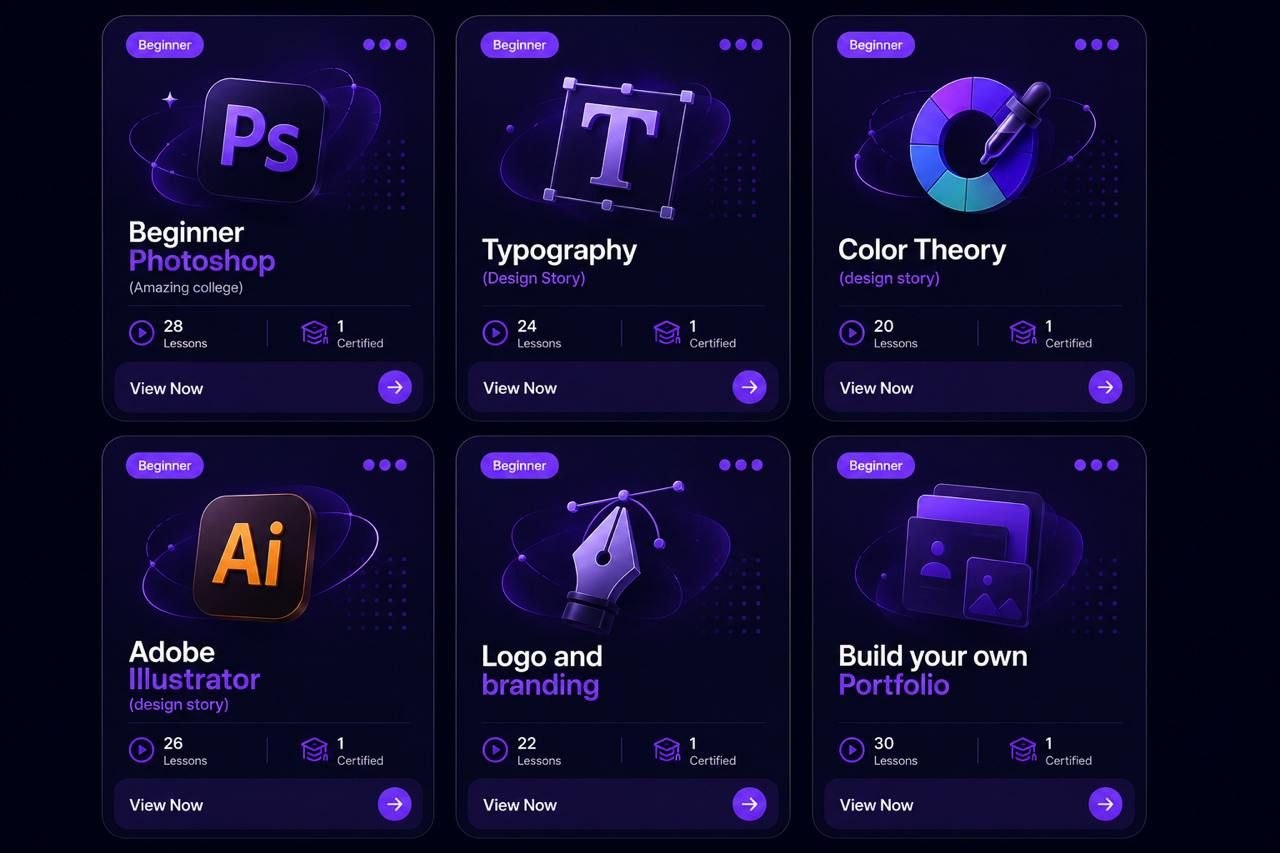 Beginner
Ps
Beginner
Photoshop
(Amazing college)
28
Lessons
1
Certified
View Now
Beginner
T
Typography
(Design Story)
24
Lessons
1
Certified
View Now
Beginner
Color Theory
(design story)
20
Lessons
1
Certified
View Now
Beginner
Ai
Adobe
Illustrator
(design story)
26
Lessons
1
Certified
View Now
Beginner
Logo and
branding
22
Lessons
1
Certified
View Now
Beginner
Build your own
Portfolio
30
Lessons
1
Certified
View Now